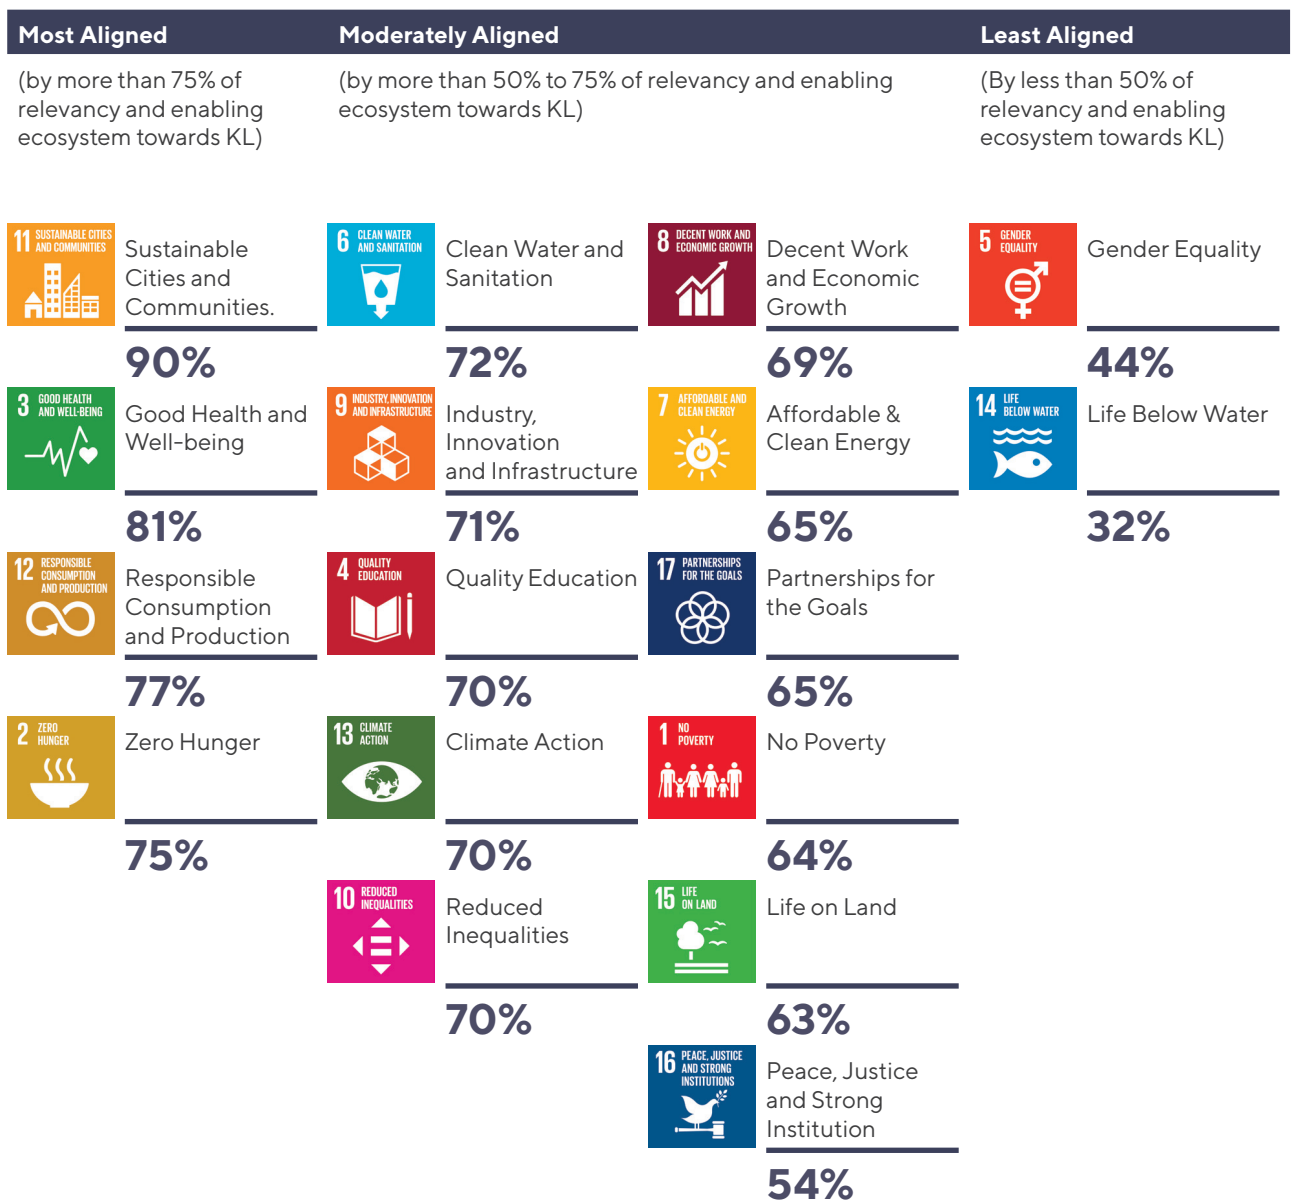 Most Aligned
(by more than 75% of
relevancy and enabling
ecosystem towards KL)
11 SUSTAINABLE CITIES
AND COMMUNITIES
Sustainable
Cities and
Communities.
90%
3 GOOD HEALTH
AND WELL-BEING
Good Health and
Well-being
81%
12 RESPONSIBLE
CONSUMPTION
AND PRODUCTION
Responsible
Consumption
and Production
77%
2 ZERO
HUNGER
Zero Hunger
75%
Moderately Aligned
(by more than 50% to 75% of relevancy and enabling
ecosystem towards KL)
6 CLEAN WATER
AND SANITATION
Clean Water and
Sanitation
72%
9 INDUSTRY, INNOVATION
AND INFRASTRUCTURE
Industry,
Innovation
and Infrastructure
71%
4 QUALITY
EDUCATION
Quality Education
70%
13 CLIMATE
ACTION
Climate Action
70%
10 REDUCED
INEQUALITIES
Reduced
Inequalities
70%
8 DECENT WORK AND
ECONOMIC GROWTH
Decent Work
and Economic
Growth
69%
7 AFFORDABLE AND
CLEAN ENERGY
Affordable &
Clean Energy
65%
17 PARTNERSHIPS
FOR THE GOALS
Partnerships for
the Goals
65%
1 NO
POVERTY
No Poverty
64%
15 LIFE
ON LAND
Life on Land
63%
16 PEACE, JUSTICE
AND STRONG
INSTITUTIONS
Peace, Justice
and Strong
Institution
54%
Least Aligned
(By less than 50% of
relevancy and enabling
ecosystem towards KL)
5 GENDER
EQUALITY
Gender Equality
44%
14 LIFE
BELOW WATER
Life Below Water
32%